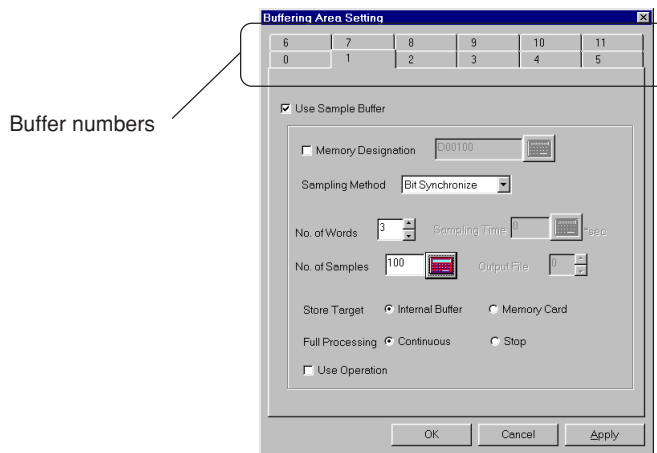 Buffering Area Setting
6 7 8 9 10 11
0 1 2 3 4 5
Buffer numbers
Use Sample Buffer
Memory Designation D00100
Sampling Method Bit Synchronize
No. of Words 3 Sampling Time 0 *sec
No. of Samples 100 Output File 0
Store Target Internal Buffer Memory Card
Full Processing Continuous Stop
Use Operation
OK Cancel Apply